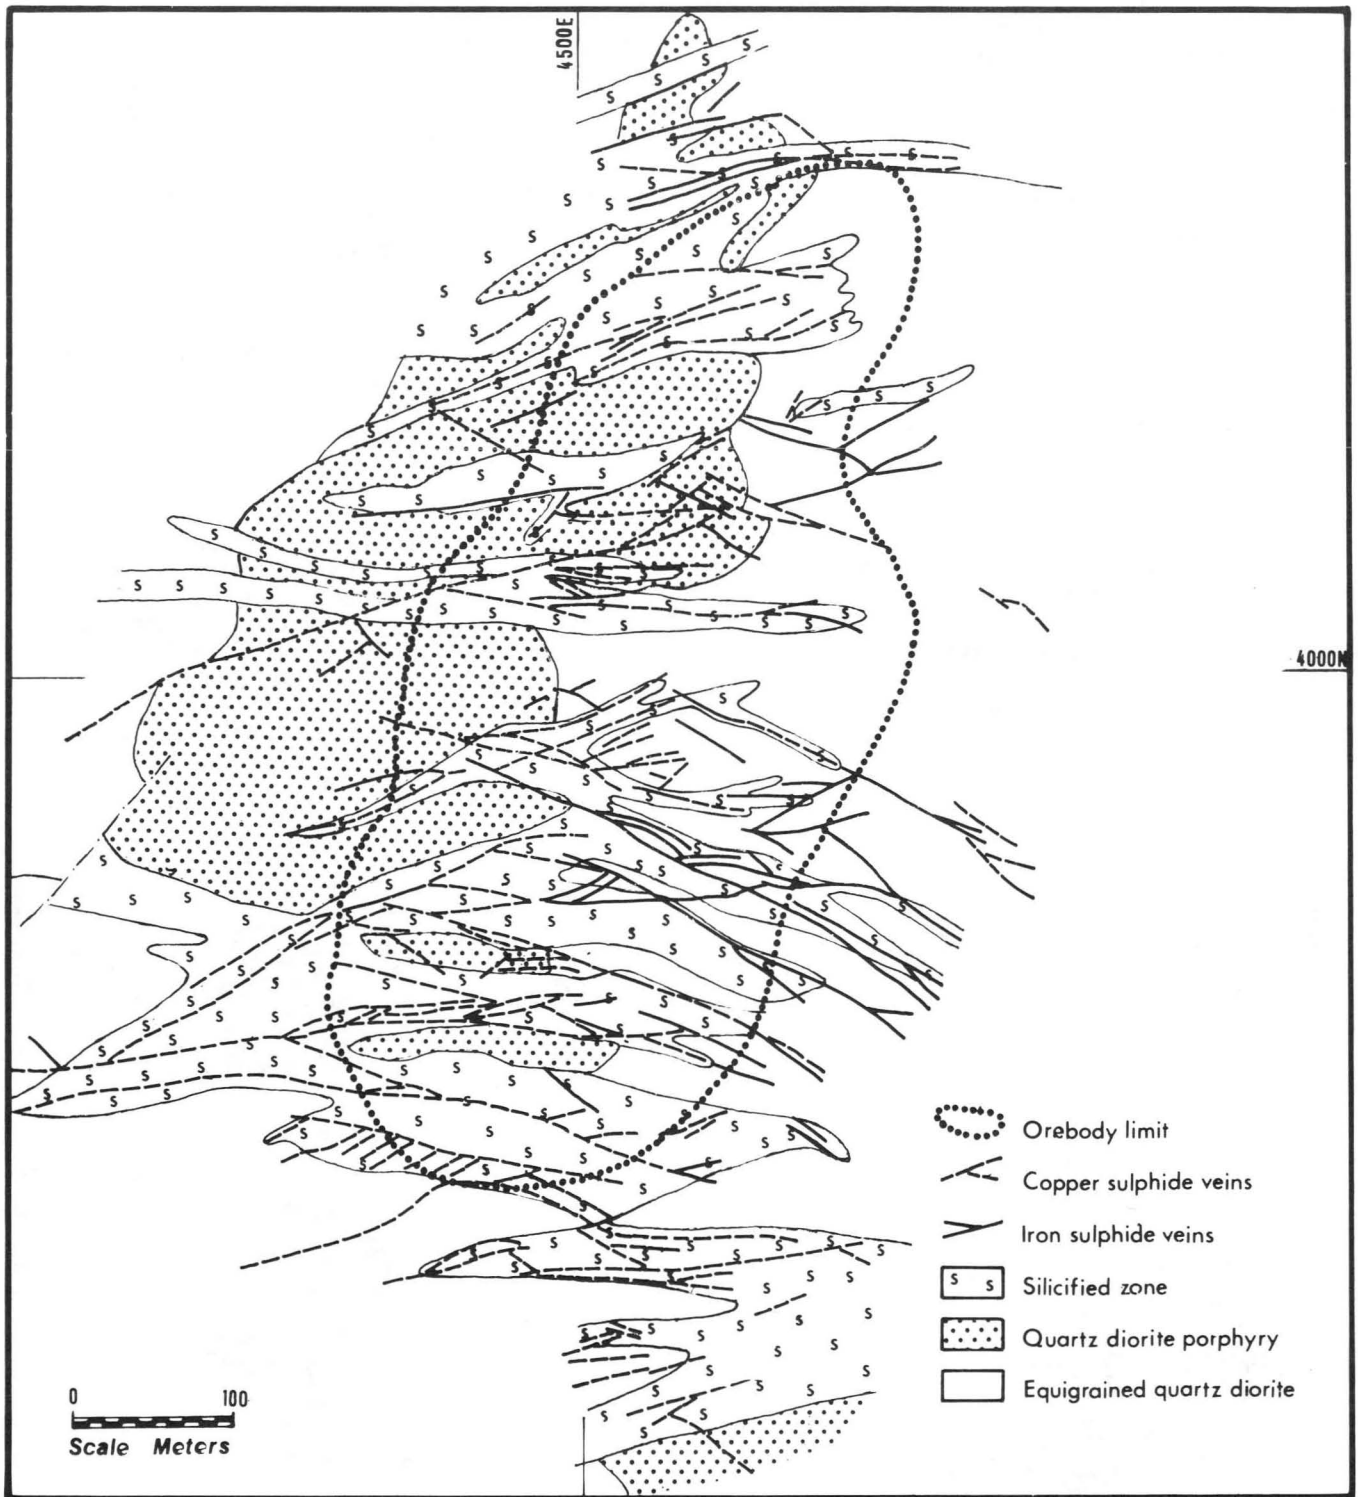 4500E
4000N
Orebody limit
Copper sulphide veins
Iron sulphide veins
S S Silicified zone
Quartz diorite porphyry
Equigrained quartz diorite
0 100
Scale Meters